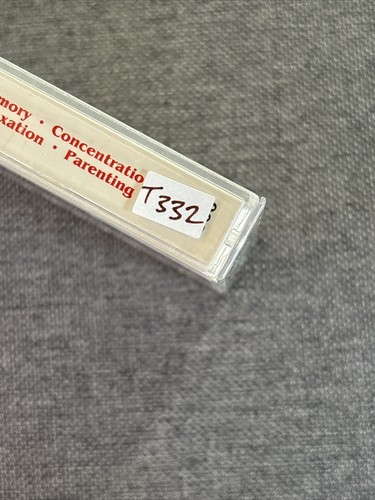 mory · Concentratio
xation · Parenting
T332